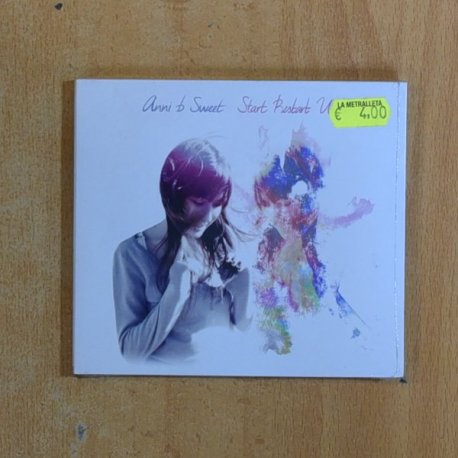 Anni b Sweet Start Restart U
LA METRALLETA
€ 4,00